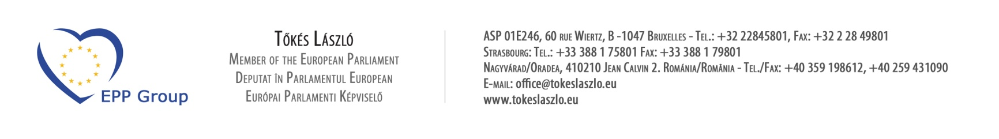 EPP Group
Tőkés László
Member of the European Parliament
Deputat în Parlamentul European
Európai Parlamenti Képviselő
ASP 01E246, 60 rue Wiertz, B -1047 Bruxelles - Tel.: +32 22845801, Fax: +32 2 28 49801
Strasbourg: Tel.: +33 388 1 75801 Fax: +33 388 1 79801
Nagyvárad/Oradea, 410210 Jean Calvin 2. Románia/România - Tel./Fax: +40 359 198612, +40 259 431090
E-mail: office@tokeslaszlo.eu
www.tokeslaszlo.eu